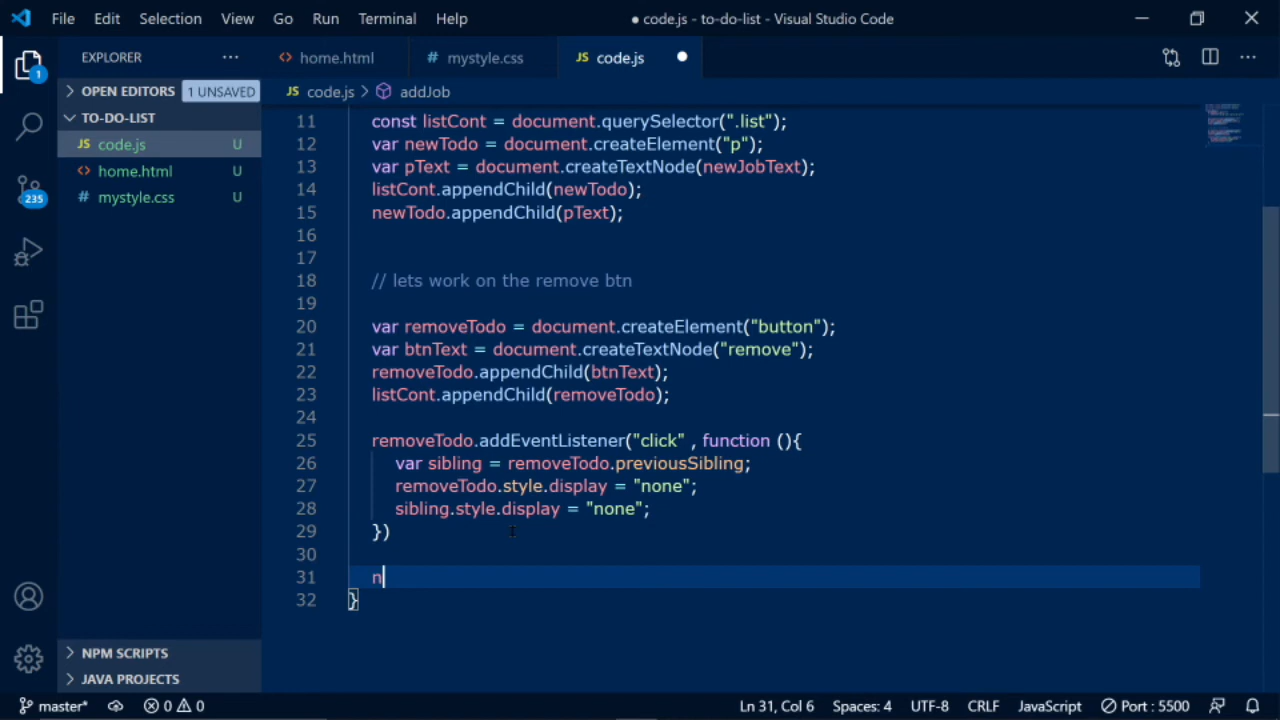 File Edit Selection View Go Run Terminal Help ● code.js - to-do-list - Visual Studio Code
EXPLORER ··· <> home.html # mystyle.css JS code.js ●
OPEN EDITORS 1 UNSAVED
JS code.js > addJob
TO-DO-LIST
JS code.js U
<> home.html U
# mystyle.css U
1
235
11 const listCont = document.querySelector(".list");
12 var newTodo = document.createElement("p");
13 var pText = document.createTextNode(newJobText);
14 listCont.appendChild(newTodo);
15 newTodo.appendChild(pText);
16
17
18 // lets work on the remove btn
19
20 var removeTodo = document.createElement("button");
21 var btnText = document.createTextNode("remove");
22 removeTodo.appendChild(btnText);
23 listCont.appendChild(removeTodo);
24
25 removeTodo.addEventListener("click" , function (){
26 var sibling = removeTodo.previousSibling;
27 removeTodo.style.display = "none";
28 sibling.style.display = "none";
29 })
30
31 n
32 }
NPM SCRIPTS
JAVA PROJECTS
master* 0 0 Ln 31, Col 6 Spaces: 4 UTF-8 CRLF JavaScript Port : 5500